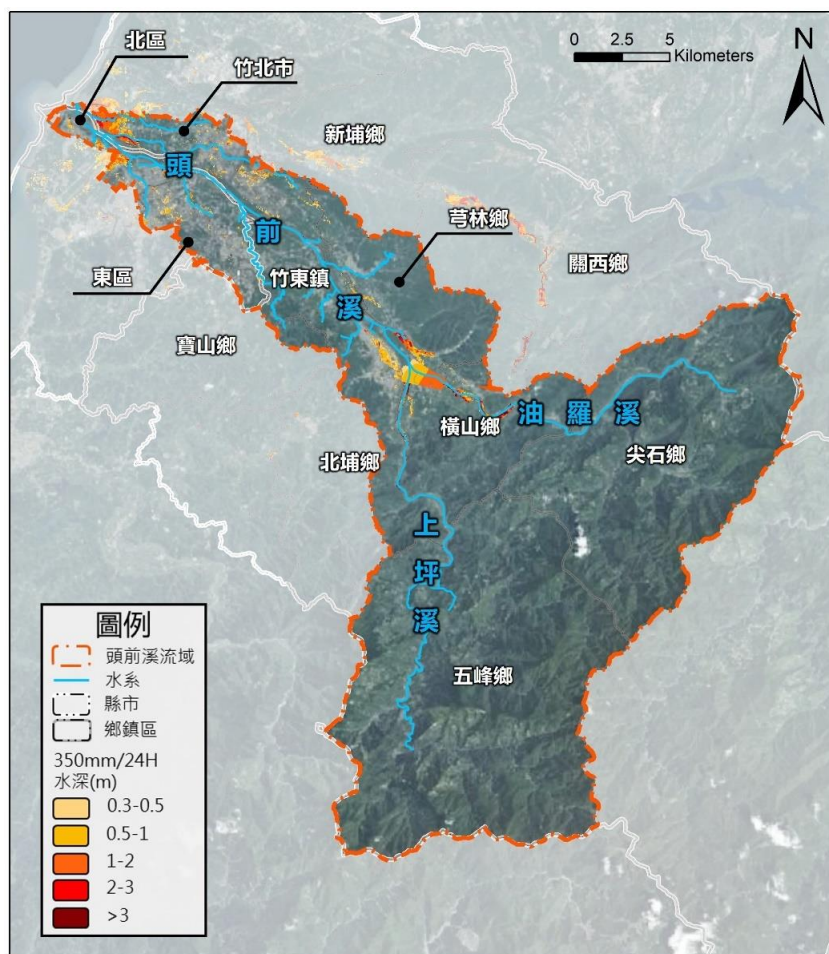 北區
竹北市
0 2.5 5
Kilometers
N
新埔鄉
頭
前
溪
芎林鄉
關西鄉
東區
竹東鎮
寶山鄉
橫山鄉
油羅溪
北埔鄉
尖石鄉
上
坪
溪
五峰鄉
圖例
頭前溪流域
水系
縣市
鄉鎮區
350mm/24H
水深(m)
0.3-0.5
0.5-1
1-2
2-3
>3